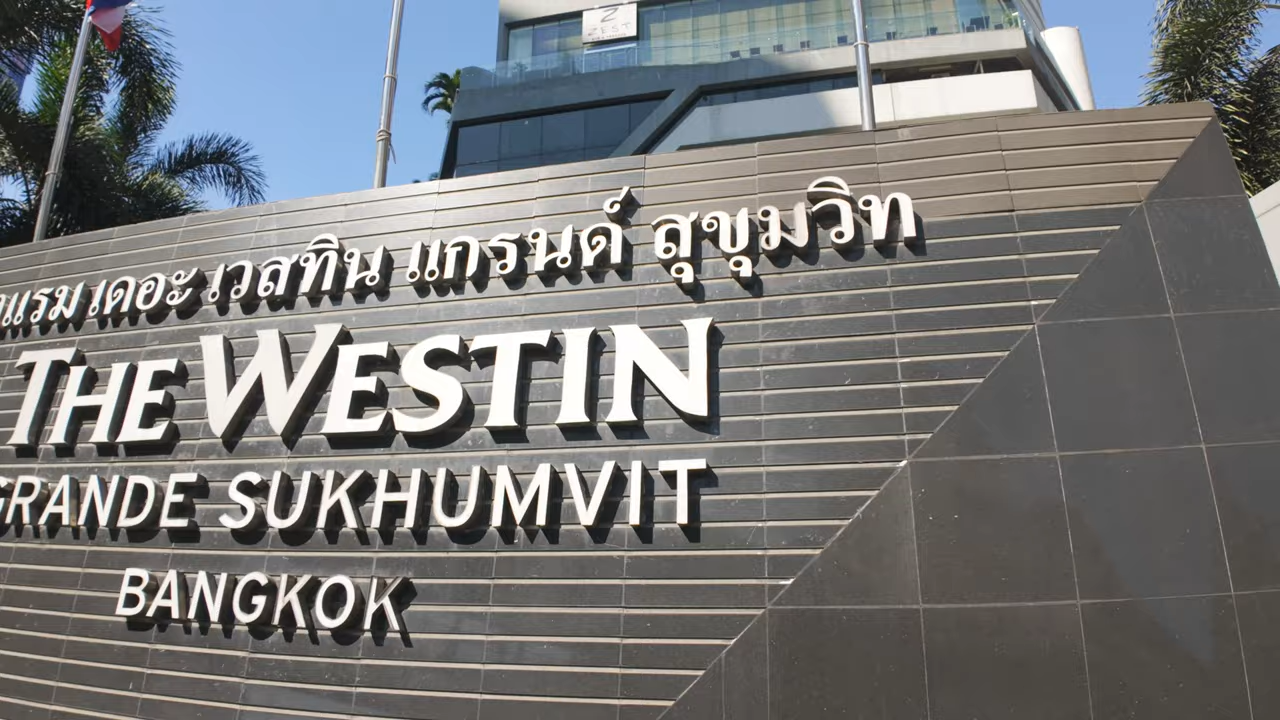 Z
ZEST
แรม เดอะ เวสทิน แกรนด์ สุขุมวิท
THE WESTIN
GRANDE SUKHUMVIT
BANGKOK